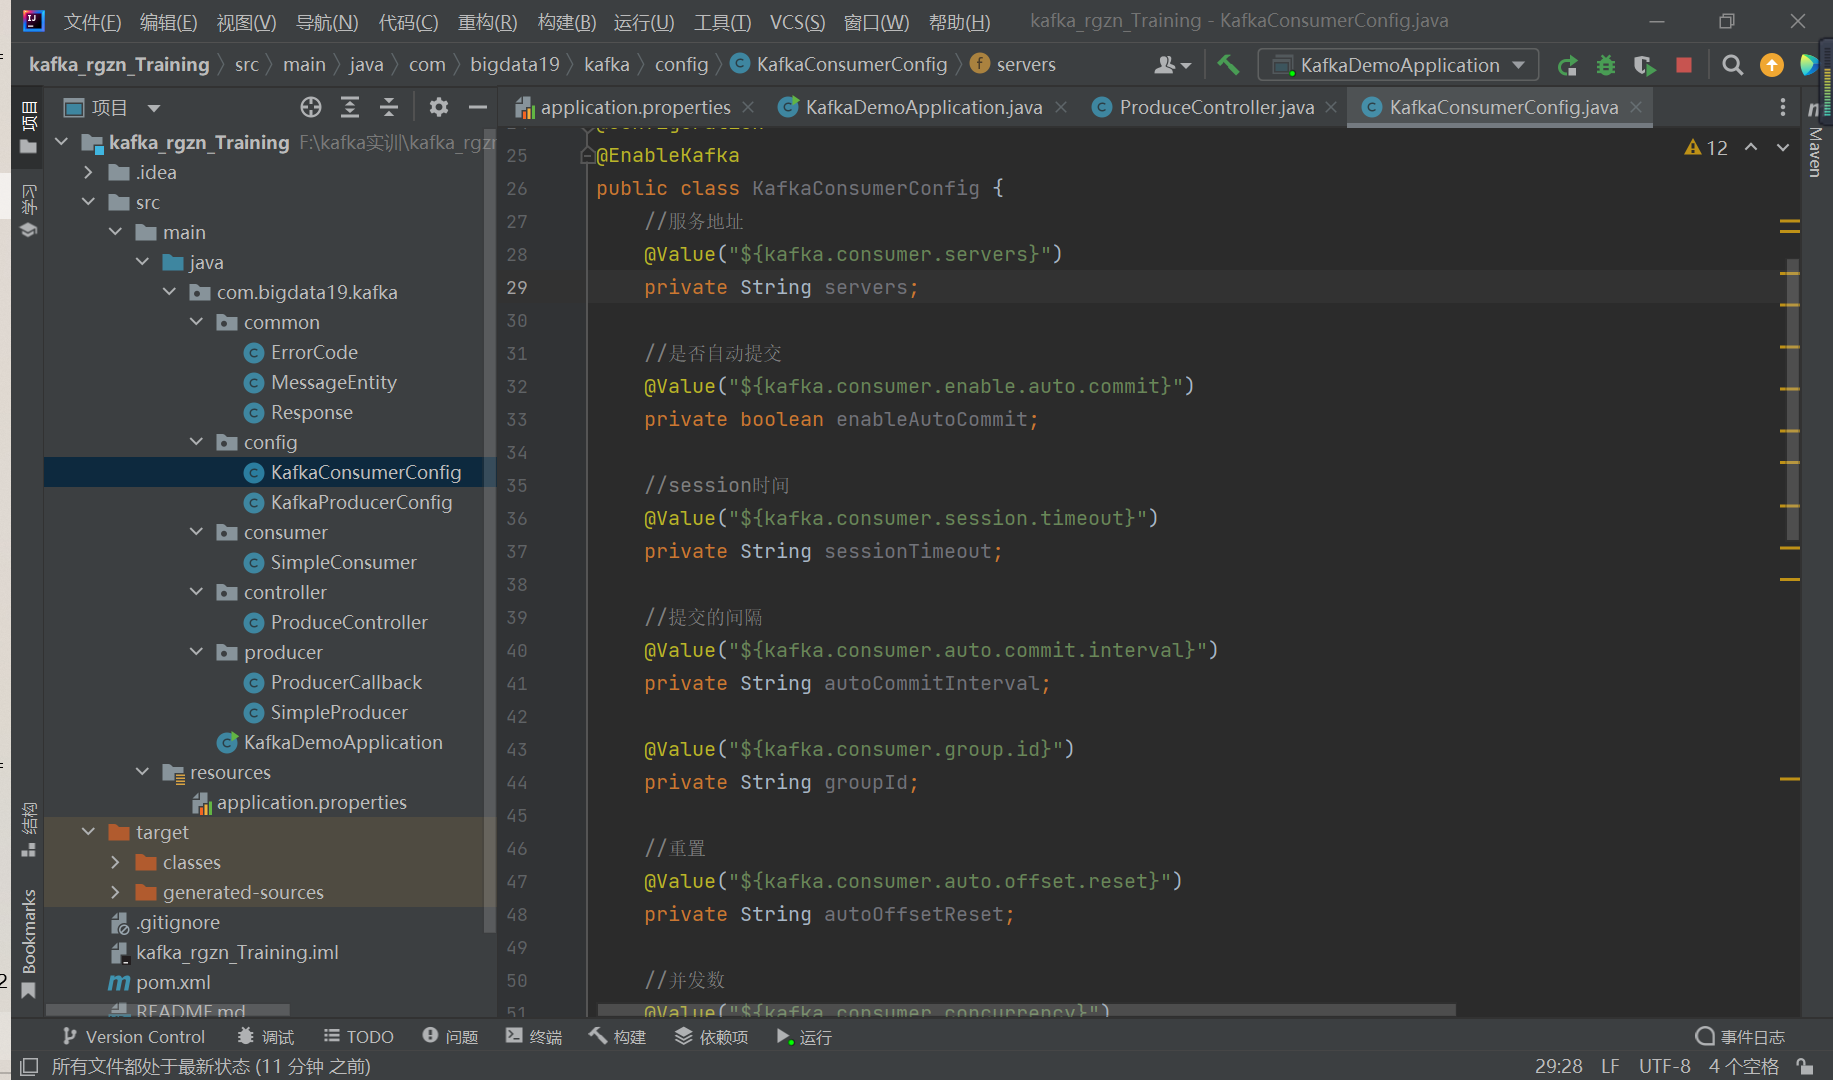 文件(F) 编辑(E) 视图(V) 导航(N) 代码(C) 重构(R) 构建(B) 运行(U) 工具(T) VCS(S) 窗口(W) 帮助(H) kafka_rgzn_Training - KafkaConsumerConfig.java
kafka_rgzn_Training src main java com bigdata19 kafka config KafkaConsumerConfig servers KafkaDemoApplication
项目
application.properties KafkaDemoApplication.java ProduceController.java KafkaConsumerConfig.java
项目
学习
结构
Bookmarks
kafka_rgzn_Training F:\kafka实训\kafka_rgzn
.idea
src
main
java
com.bigdata19.kafka
common
ErrorCode
MessageEntity
Response
config
KafkaConsumerConfig
KafkaProducerConfig
consumer
SimpleConsumer
controller
ProduceController
producer
ProducerCallback
SimpleProducer
KafkaDemoApplication
resources
application.properties
target
classes
generated-sources
.gitignore
kafka_rgzn_Training.iml
pom.xml
README.md
12
Maven
@Configuration
25 @EnableKafka
26 public class KafkaConsumerConfig {
27 //服务地址
28 @Value("${kafka.consumer.servers}")
29 private String servers;
30
31 //是否自动提交
32 @Value("${kafka.consumer.enable.auto.commit}")
33 private boolean enableAutoCommit;
34
35 //session时间
36 @Value("${kafka.consumer.session.timeout}")
37 private String sessionTimeout;
38
39 //提交的间隔
40 @Value("${kafka.consumer.auto.commit.interval}")
41 private String autoCommitInterval;
42
43 @Value("${kafka.consumer.group.id}")
44 private String groupId;
45
46 //重置
47 @Value("${kafka.consumer.auto.offset.reset}")
48 private String autoOffsetReset;
49
50 //并发数
51 @Value("${kafka.consumer.concurrency}")
Version Control 调试 TODO 问题 终端 构建 依赖项 运行 事件日志
所有文件都处于最新状态 (11 分钟 之前) 29:28 LF UTF-8 4 个空格